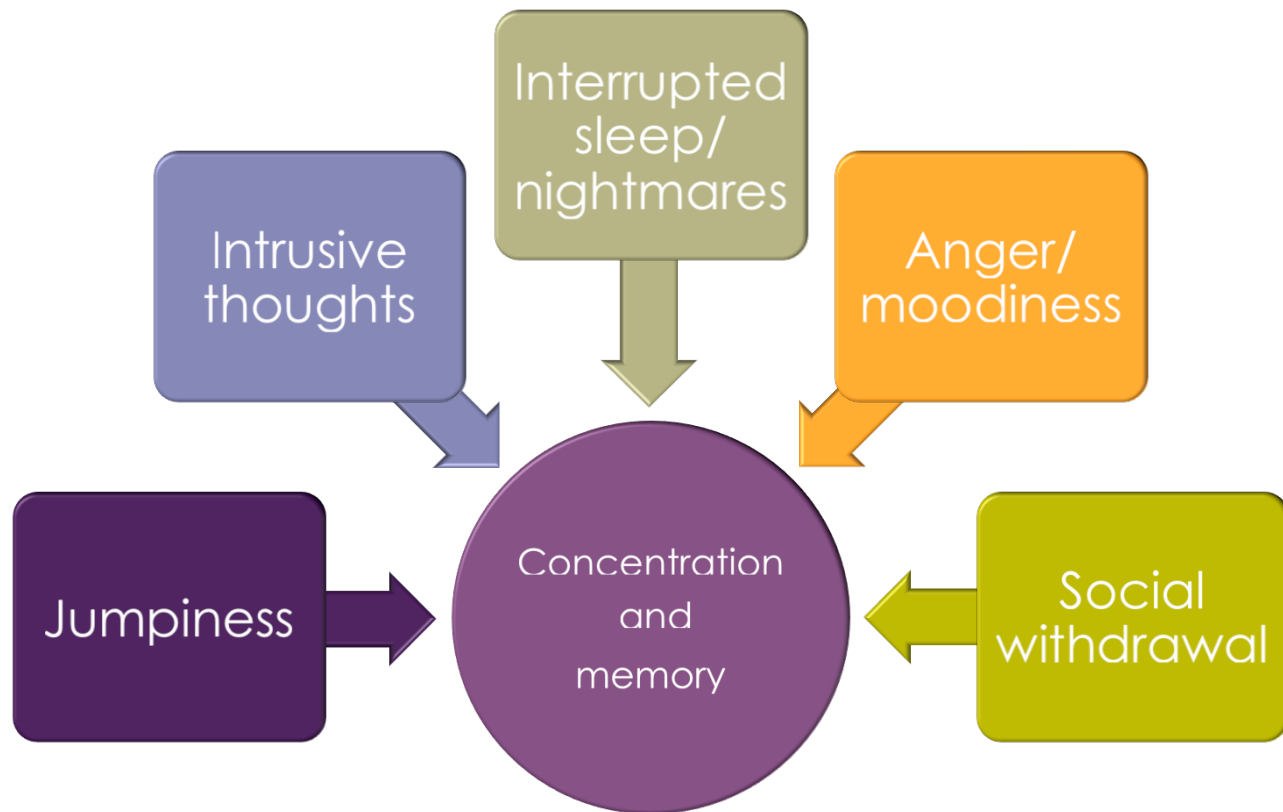 Interrupted
sleep/
nightmares
Intrusive
thoughts
Anger/
moodiness
Jumpiness
Concentration
and
memory
Social
withdrawal